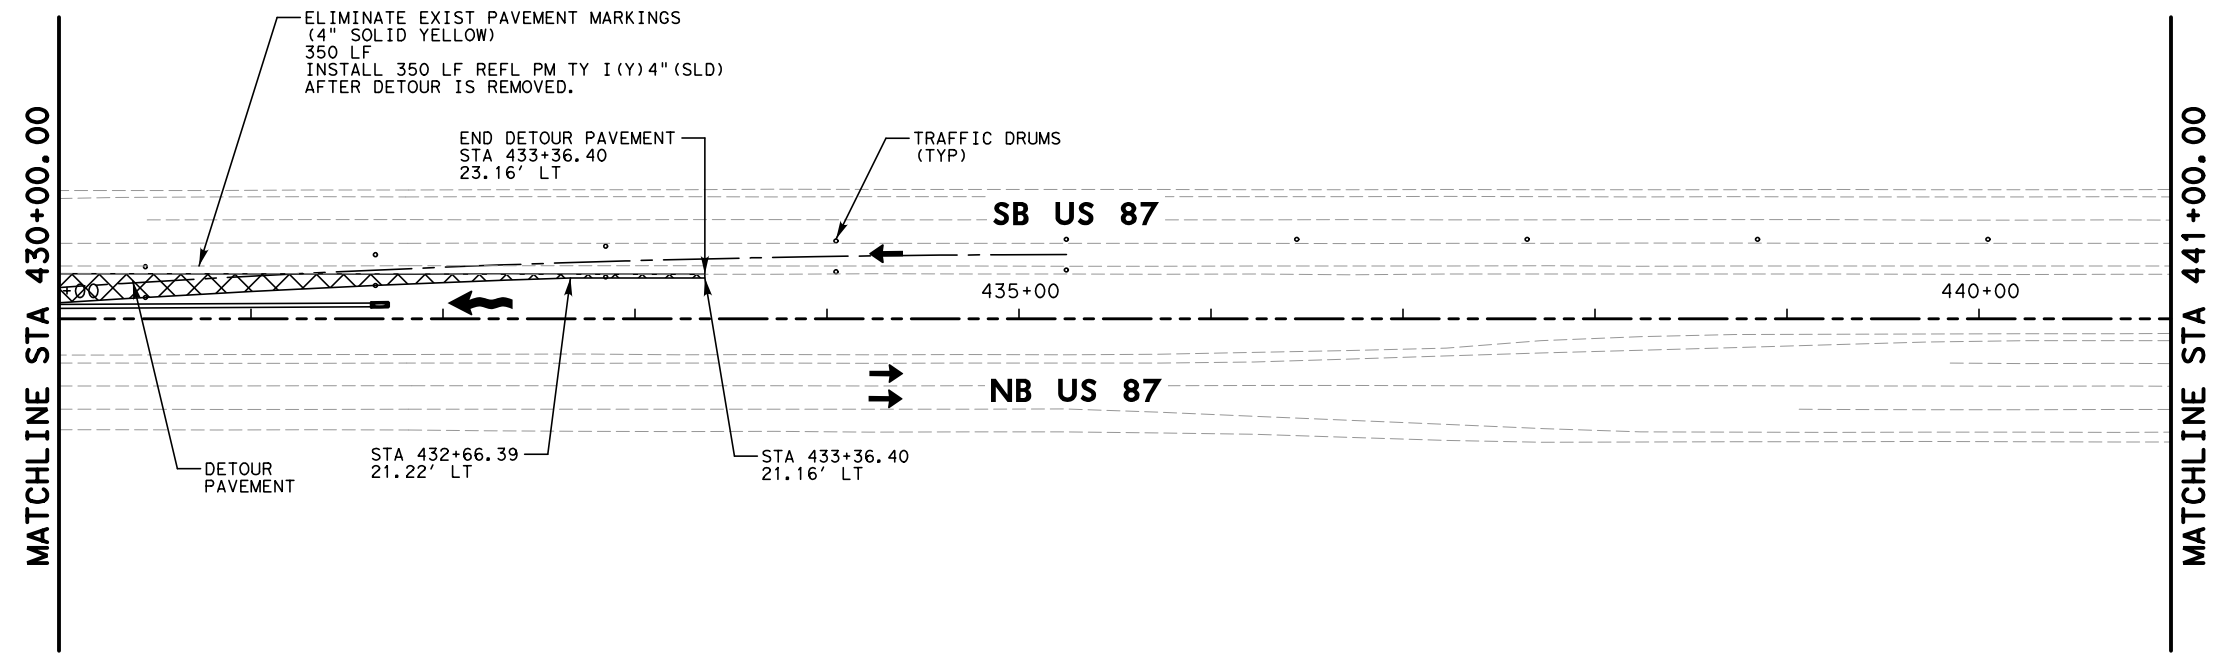 ELIMINATE EXIST PAVEMENT MARKINGS
(4" SOLID YELLOW)
350 LF
INSTALL 350 LF REFL PM TY I(Y)4"(SLD)
AFTER DETOUR IS REMOVED.
END DETOUR PAVEMENT
STA 433+36.40
23.16' LT
TRAFFIC DRUMS
(TYP)
MATCHLINE STA 430+00.00
SB US 87
+00
435+00
440+00
NB US 87
DETOUR
PAVEMENT
STA 432+66.39
21.22' LT
STA 433+36.40
21.16' LT
MATCHLINE STA 441+00.00